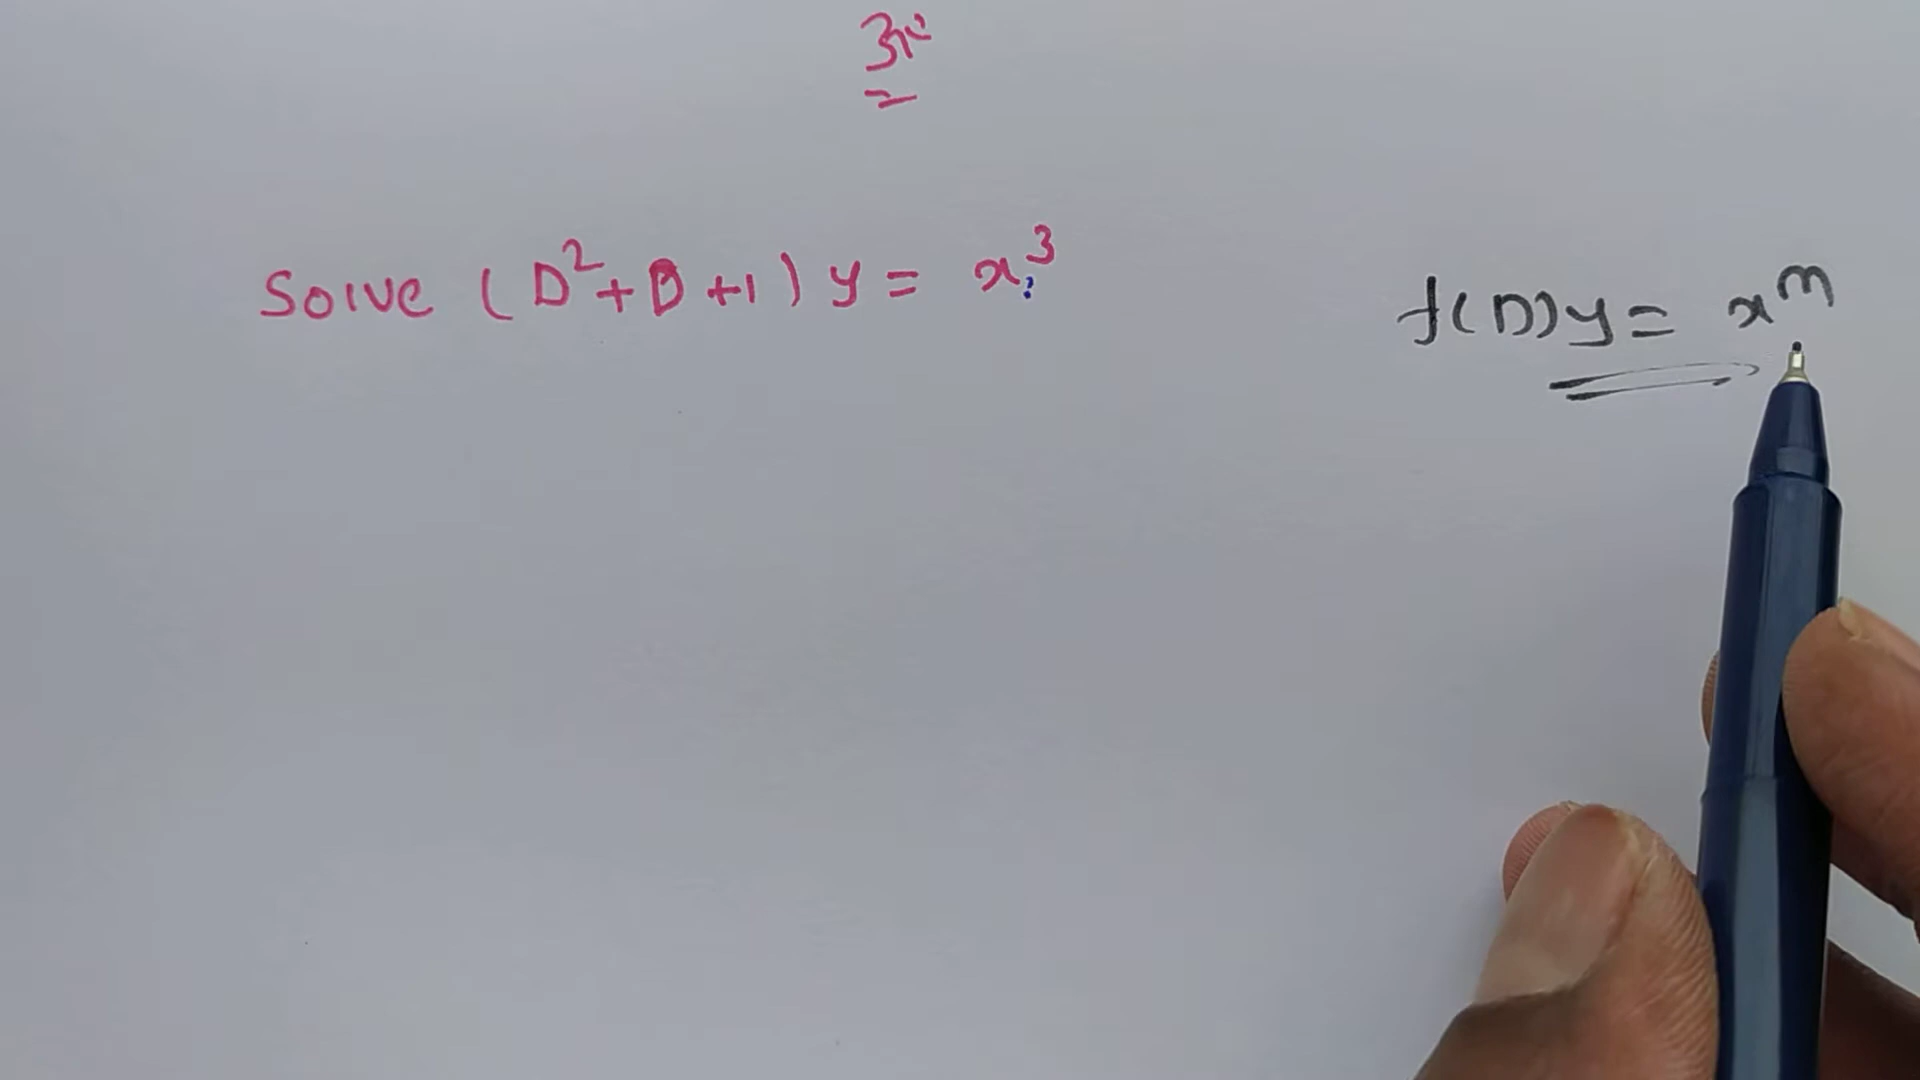 Solve (D²+D+1)y = x³
f(D)y = xᵐ